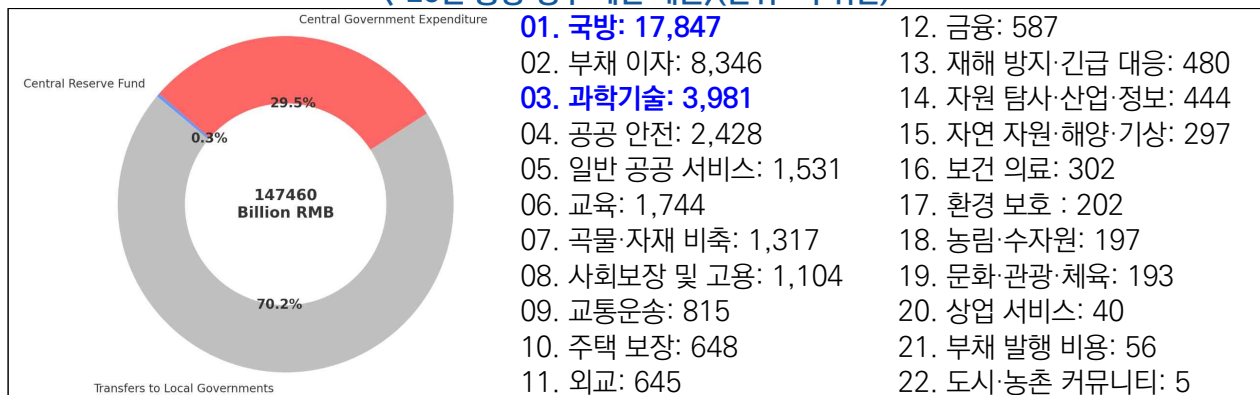 Central Government Expenditure
Central Reserve Fund
29.5%
0.3%
147460
Billion RMB
70.2%
Transfers to Local Governments
01. 국방: 17,847
02. 부채 이자: 8,346
03. 과학기술: 3,981
04. 공공 안전: 2,428
05. 일반 공공 서비스: 1,531
06. 교육: 1,744
07. 곡물·자재 비축: 1,317
08. 사회보장 및 고용: 1,104
09. 교통운송: 815
10. 주택 보장: 648
11. 외교: 645
12. 금융: 587
13. 재해 방지·긴급 대응: 480
14. 자원 탐사·산업·정보: 444
15. 자연 자원·해양·기상: 297
16. 보건 의료: 302
17. 환경 보호 : 202
18. 농림·수자원: 197
19. 문화·관광·체육: 193
20. 상업 서비스: 40
21. 부채 발행 비용: 56
22. 도시·농촌 커뮤니티: 5